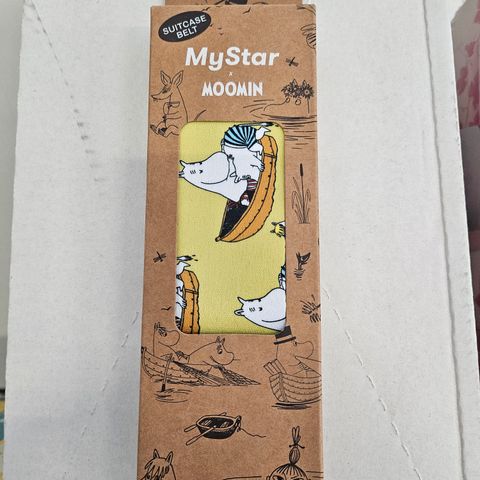 SUITCASE
BELT
MyStar
x
MOOMIN